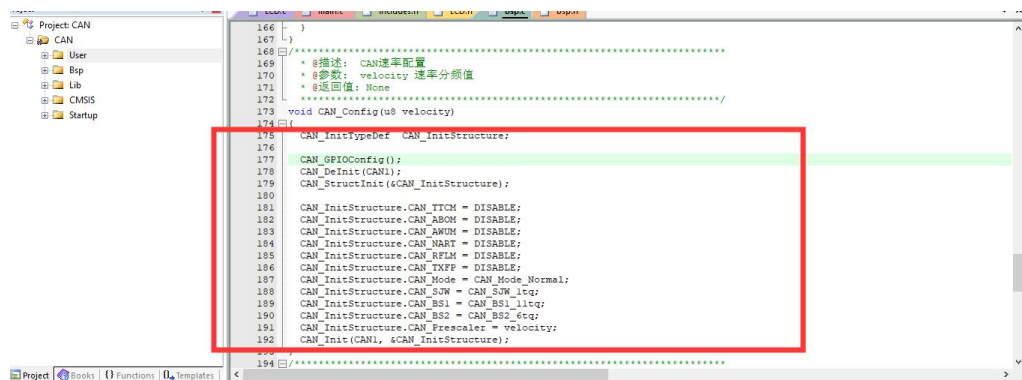 LCD.c main.c includes.h LCD.h bsp.c bsp.h
Project: CAN
CAN
User
Bsp
Lib
CMSIS
Startup
166 }
167 }
168 /************************************************************************
169 * @描述: CAN速率配置
170 * @参数: velocity 速率分频值
171 * @返回值: None
172 ************************************************************************/
173 void CAN_Config(u8 velocity)
174 {
175 CAN_InitTypeDef CAN_InitStructure;
176
177 CAN_GPIOConfig();
178 CAN_DeInit(CAN1);
179 CAN_StructInit(&CAN_InitStructure);
180
181 CAN_InitStructure.CAN_TTCM = DISABLE;
182 CAN_InitStructure.CAN_ABOM = DISABLE;
183 CAN_InitStructure.CAN_AWUM = DISABLE;
184 CAN_InitStructure.CAN_NART = DISABLE;
185 CAN_InitStructure.CAN_RFLM = DISABLE;
186 CAN_InitStructure.CAN_TXFP = DISABLE;
187 CAN_InitStructure.CAN_Mode = CAN_Mode_Normal;
188 CAN_InitStructure.CAN_SJW = CAN_SJW_1tq;
189 CAN_InitStructure.CAN_BS1 = CAN_BS1_11tq;
190 CAN_InitStructure.CAN_BS2 = CAN_BS2_6tq;
191 CAN_InitStructure.CAN_Prescaler = velocity;
192 CAN_Init(CAN1, &CAN_InitStructure);
194 /************************************************************************
Project Books {} Functions 0 Templates